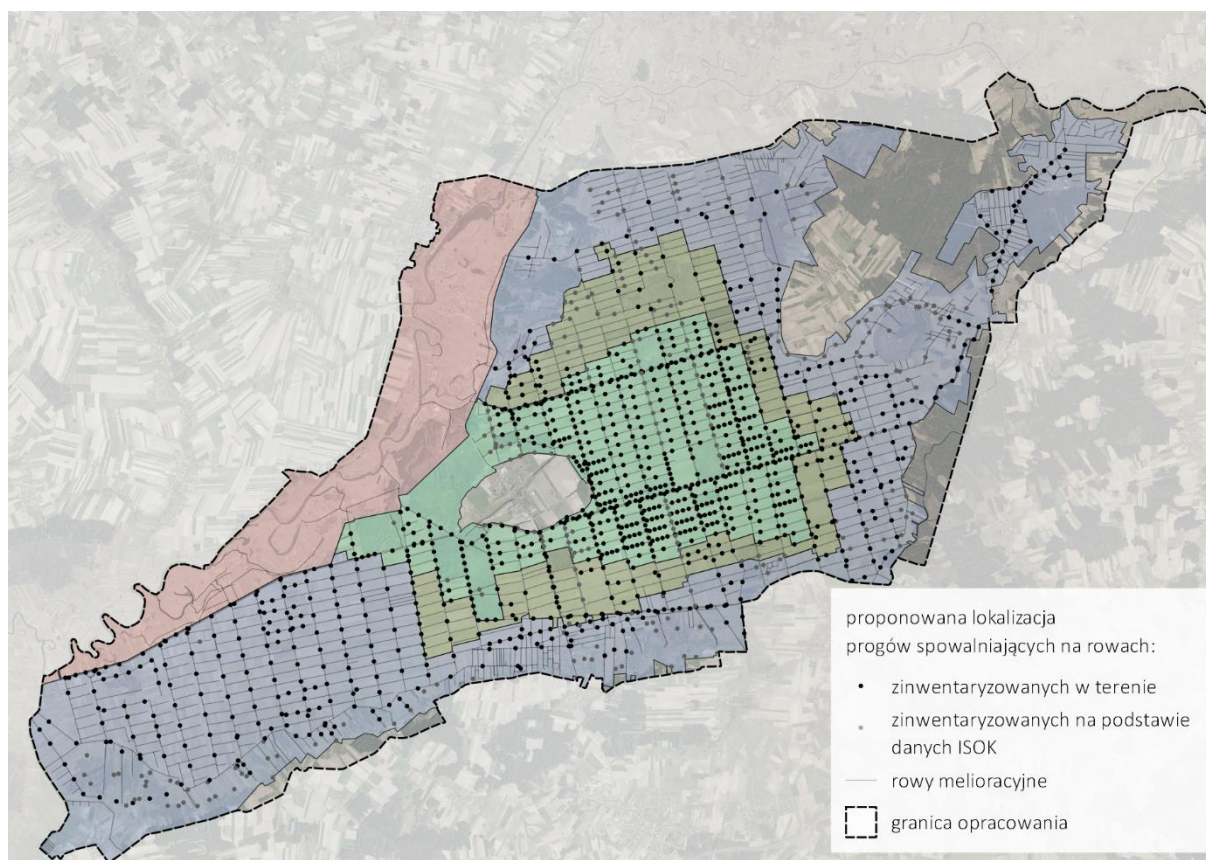 proponowana lokalizacja
progów spowalniających na rowach:
zinwentaryzowanych w terenie
zinwentaryzowanych na podstawie
danych ISOK
rowy melioracyjne
granica opracowania